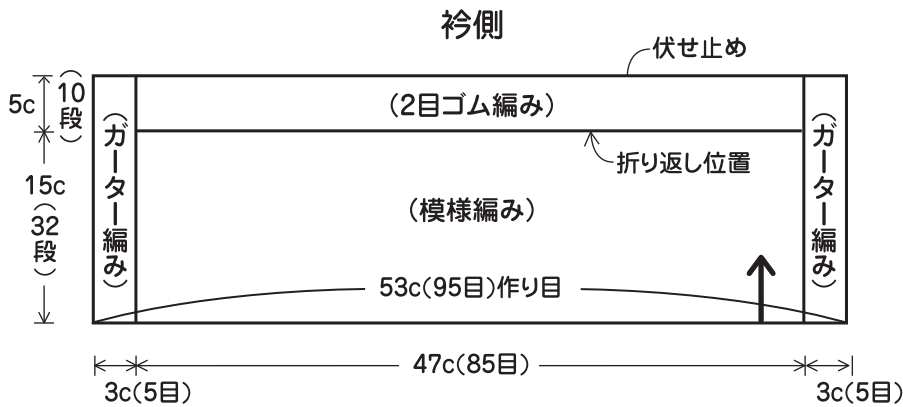 衿側
伏せ止め
5c
(10段)
(2目ゴム編み)
折り返し位置
15c
(32段)
(ガーター編み)
(模様編み)
(ガーター編み)
53c(95目)作り目
47c(85目)
3c(5目)
3c(5目)